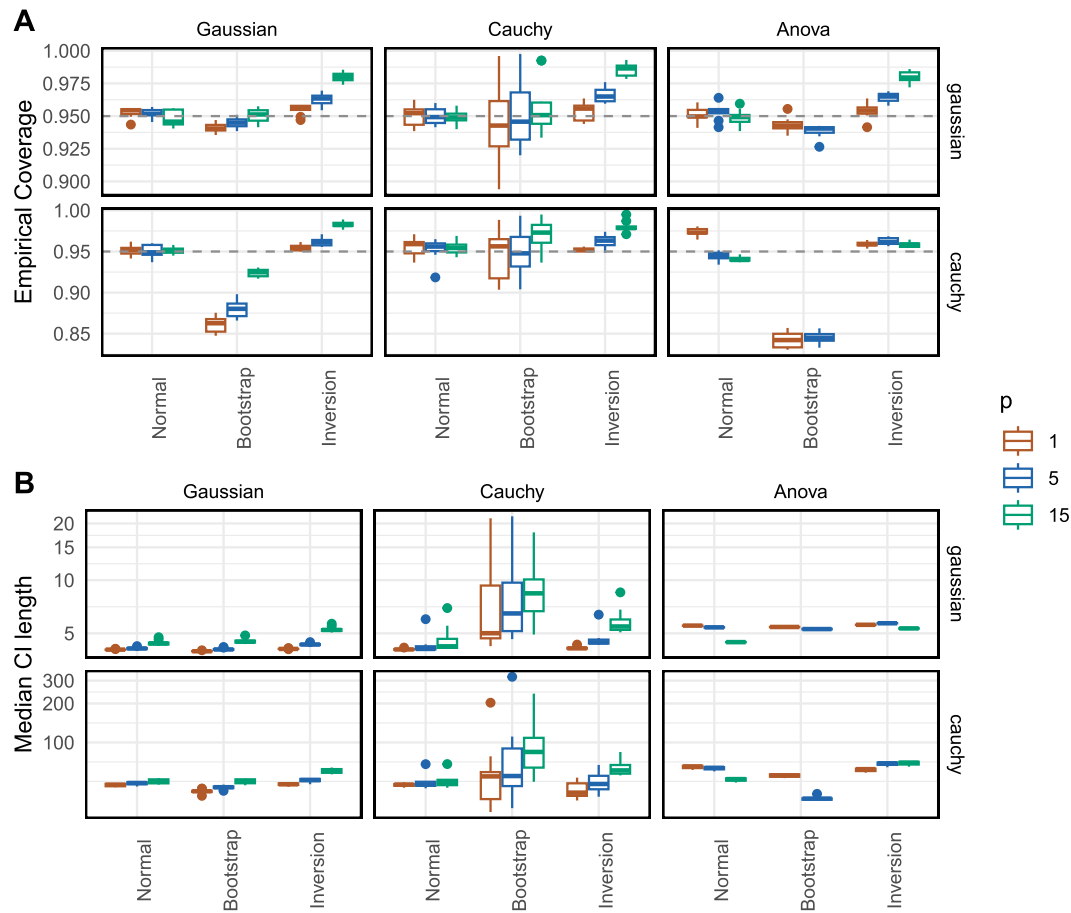 A
Gaussian
Cauchy
Anova
Empirical Coverage
1.000
0.975
0.950
0.925
0.900
gaussian
1.00
0.95
0.90
0.85
cauchy
Normal
Bootstrap
Inversion
Normal
Bootstrap
Inversion
Normal
Bootstrap
Inversion
p
1
5
15
B
Gaussian
Cauchy
Anova
Median CI length
20
15
10
5
gaussian
300
200
100
cauchy
Normal
Bootstrap
Inversion
Normal
Bootstrap
Inversion
Normal
Bootstrap
Inversion